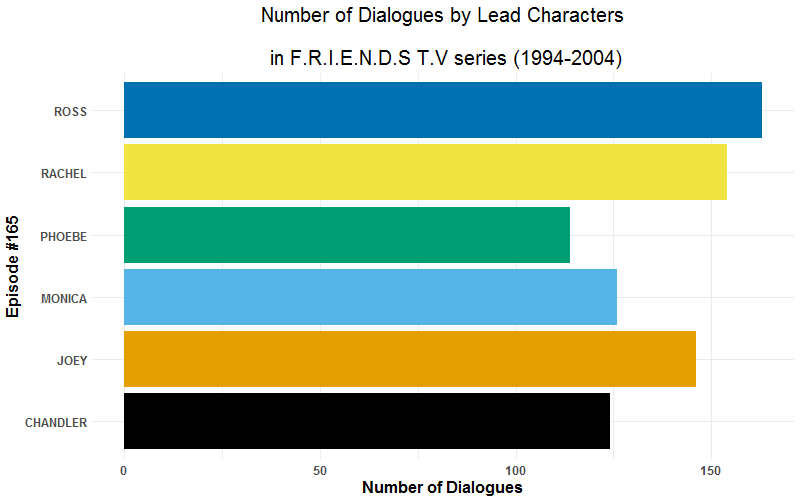 Number of Dialogues by Lead Characters
in F.R.I.E.N.D.S T.V series (1994-2004)
Episode #165
ROSS
RACHEL
PHOEBE
MONICA
JOEY
CHANDLER
0 50 100 150
Number of Dialogues